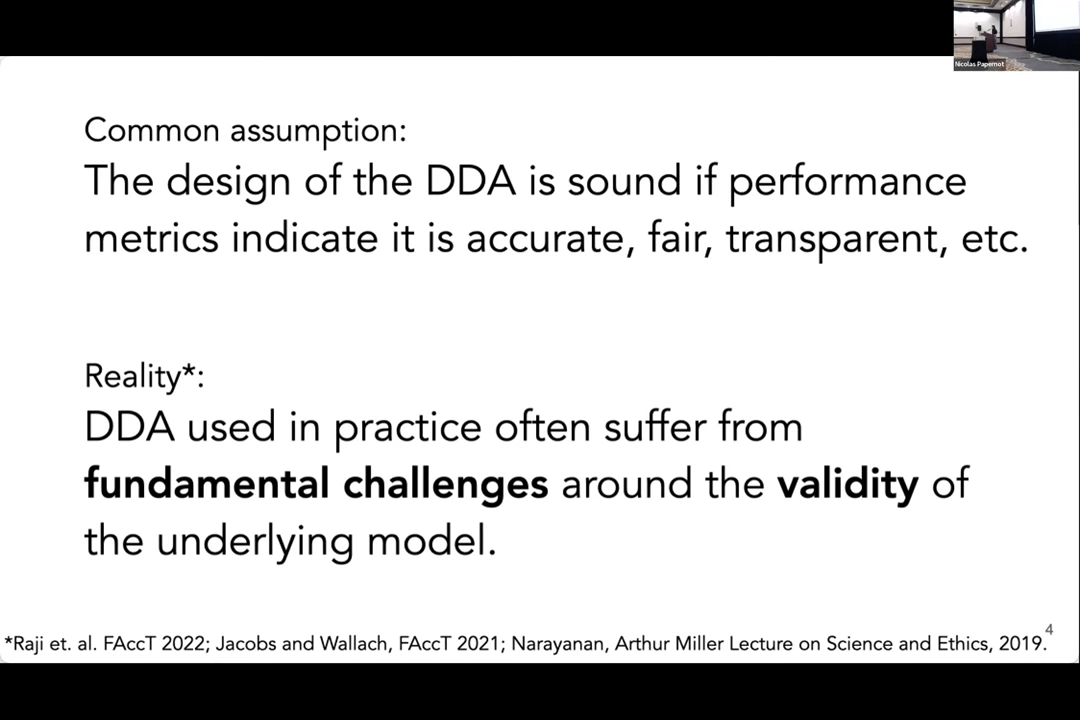 Nicolas Papernot
Common assumption:
The design of the DDA is sound if performance
metrics indicate it is accurate, fair, transparent, etc.
Reality*:
DDA used in practice often suffer from
fundamental challenges around the validity of
the underlying model.
4
*Raji et. al. FAccT 2022; Jacobs and Wallach, FAccT 2021; Narayanan, Arthur Miller Lecture on Science and Ethics, 2019.